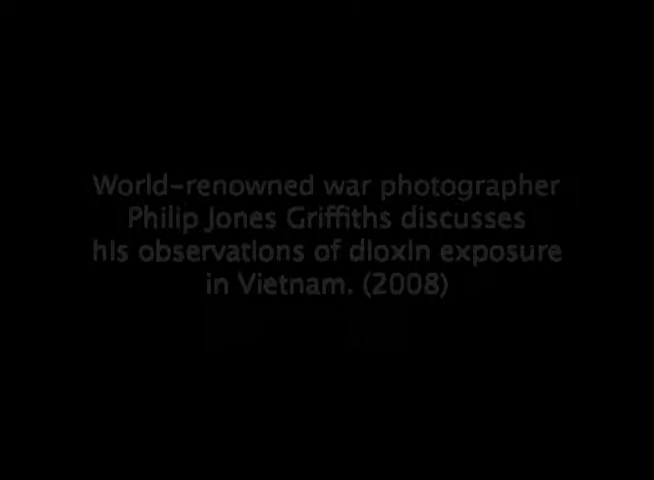 World-renowned war photographer
Philip Jones Griffiths discusses
his observations of dioxin exposure
in Vietnam. (2008)